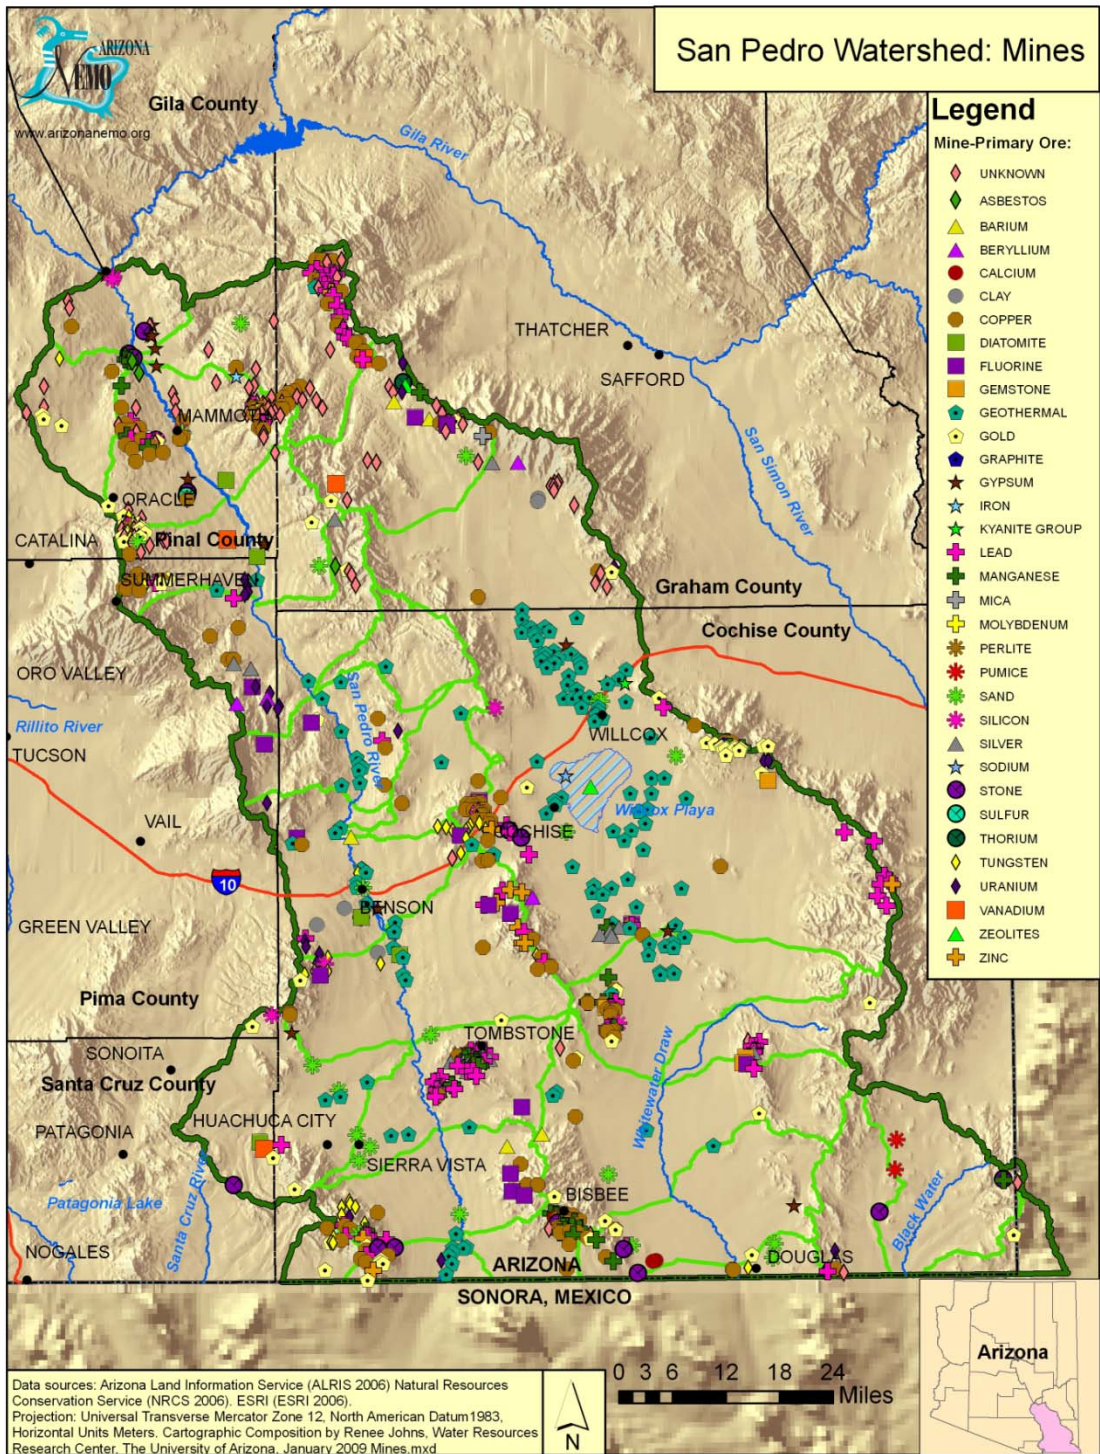 San Pedro Watershed: Mines
ARIZONA
NEMO
www.arizonanemo.org
Gila County
Gila River
Legend
Mine-Primary Ore:
UNKNOWN
ASBESTOS
BARIUM
BERYLLIUM
CALCIUM
CLAY
COPPER
DIATOMITE
FLUORINE
GEMSTONE
GEOTHERMAL
GOLD
GRAPHITE
GYPSUM
IRON
KYANITE GROUP
LEAD
MANGANESE
MICA
MOLYBDENUM
PERLITE
PUMICE
SAND
SILICON
SILVER
SODIUM
STONE
SULFUR
THORIUM
TUNGSTEN
URANIUM
VANADIUM
ZEOLITES
ZINC
THATCHER
SAFFORD
San Simon River
MAMMOTH
ORACLE
CATALINA
Pinal County
SUMMERHAVEN
Graham County
Cochise County
ORO VALLEY
San Pedro River
Rillito River
TUCSON
WILLCOX
Willcox Playa
VAIL
COCHISE
10
BENSON
GREEN VALLEY
Pima County
TOMBSTONE
SONOITA
Santa Cruz County
Whitewater Draw
HUACHUCA CITY
PATAGONIA
SIERRA VISTA
Patagonia Lake
Santa Cruz River
BISBEE
Black Water
NOGALES
DOUGLAS
ARIZONA
SONORA, MEXICO
Data sources: Arizona Land Information Service (ALRIS 2006) Natural Resources
Conservation Service (NRCS 2006). ESRI (ESRI 2006).
Projection: Universal Transverse Mercator Zone 12, North American Datum1983,
Horizontal Units Meters. Cartographic Composition by Renee Johns, Water Resources
Research Center, The University of Arizona, January 2009 Mines.mxd
N
0 3 6 12 18 24
Miles
Arizona